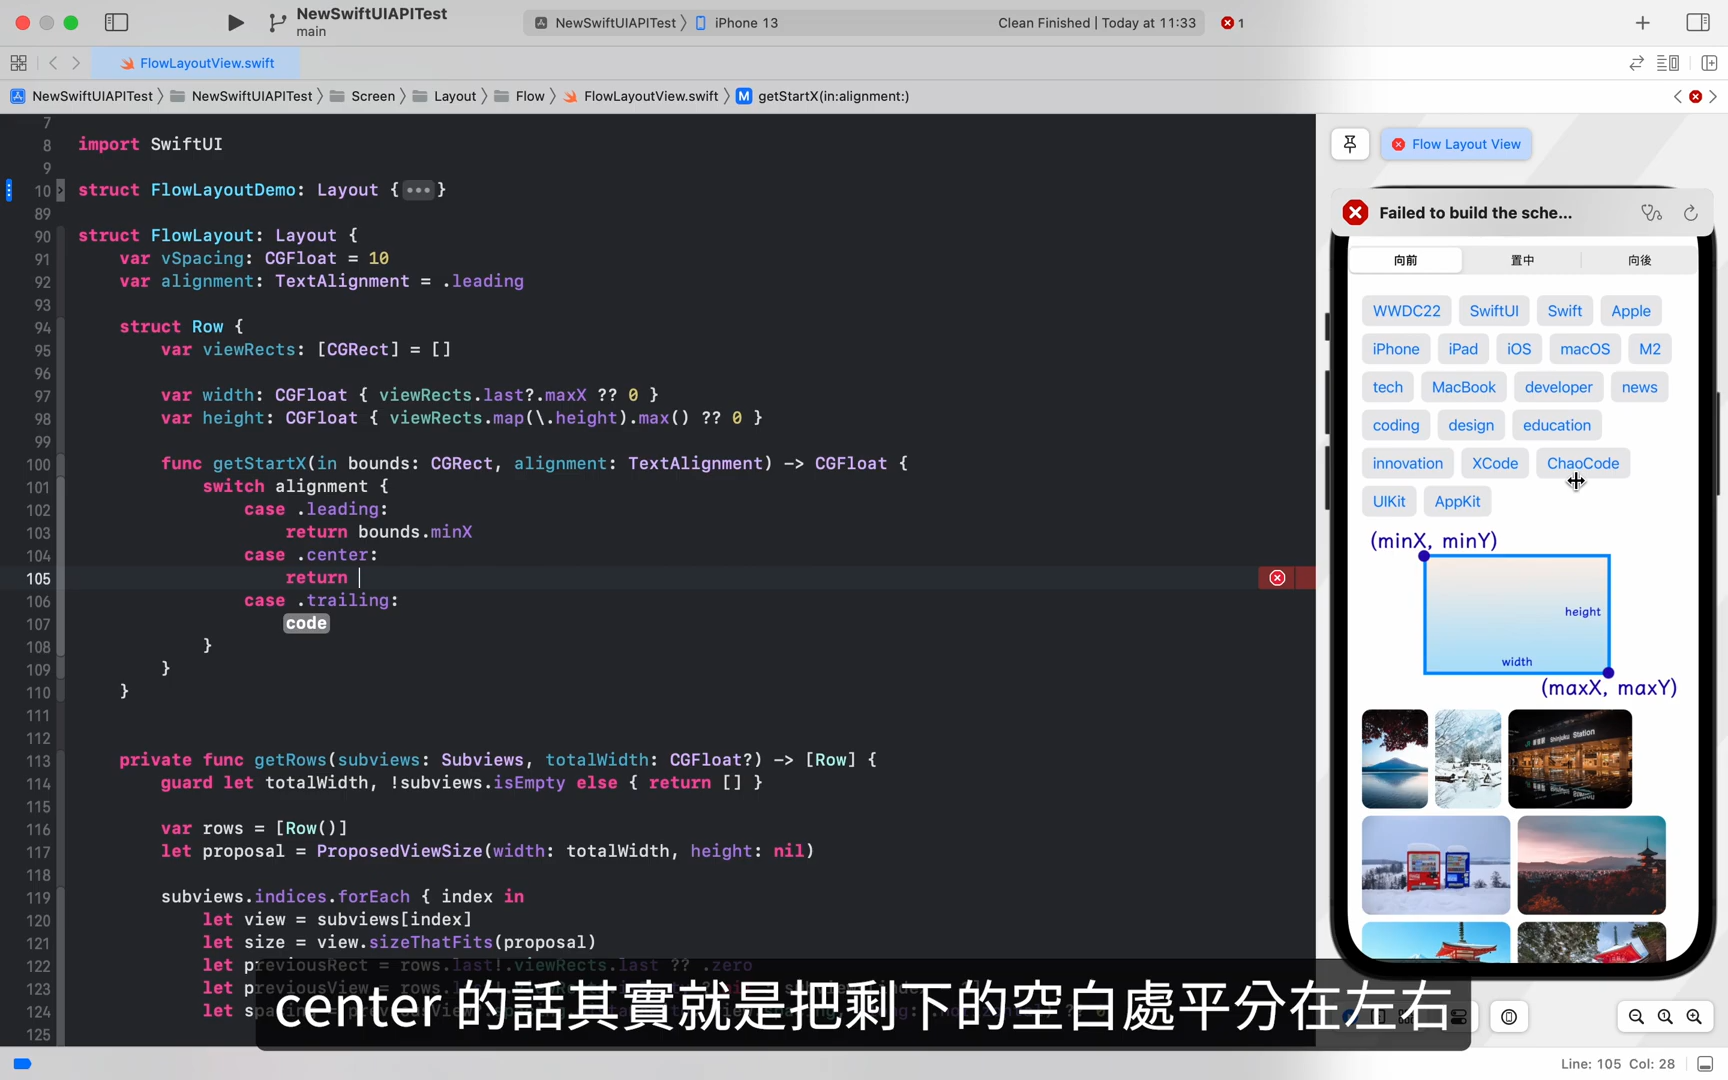 NewSwiftUIAPITest
main
NewSwiftUIAPITest
iPhone 13
Clean Finished | Today at 11:33
1
FlowLayoutView.swift
NewSwiftUIAPITest
NewSwiftUIAPITest
Screen
Layout
Flow
FlowLayoutView.swift
M getStartX(in:alignment:)
7
8 import SwiftUI
9
10 struct FlowLayoutDemo: Layout {•••}
89
90 struct FlowLayout: Layout {
91 var vSpacing: CGFloat = 10
92 var alignment: TextAlignment = .leading
93
94 struct Row {
95 var viewRects: [CGRect] = []
96
97 var width: CGFloat { viewRects.last?.maxX ?? 0 }
98 var height: CGFloat { viewRects.map(\.height).max() ?? 0 }
99
100 func getStartX(in bounds: CGRect, alignment: TextAlignment) -> CGFloat {
101 switch alignment {
102 case .leading:
103 return bounds.minX
104 case .center:
105 return
106 case .trailing:
107 code
108 }
109 }
110 }
111
112
113 private func getRows(subviews: Subviews, totalWidth: CGFloat?) -> [Row] {
114 guard let totalWidth, !subviews.isEmpty else { return [] }
115
116 var rows = [Row()]
117 let proposal = ProposedViewSize(width: totalWidth, height: nil)
118
119 subviews.indices.forEach { index in
120 let view = subviews[index]
121 let size = view.sizeThatFits(proposal)
122 let previousRect = rows.last!.viewRects.last ?? .zero
123 let
124 let
125
Flow Layout View
Failed to build the sche...
向前
置中
向後
WWDC22 SwiftUI Swift Apple
iPhone iPad iOS macOS M2
tech MacBook developer news
coding design education
innovation XCode ChaoCode
UIKit AppKit
(minX, minY)
height
width
(maxX, maxY)
Shinjuku Station
center 的話其實就是把剩下的空白處平分在左右
Line: 105 Col: 28